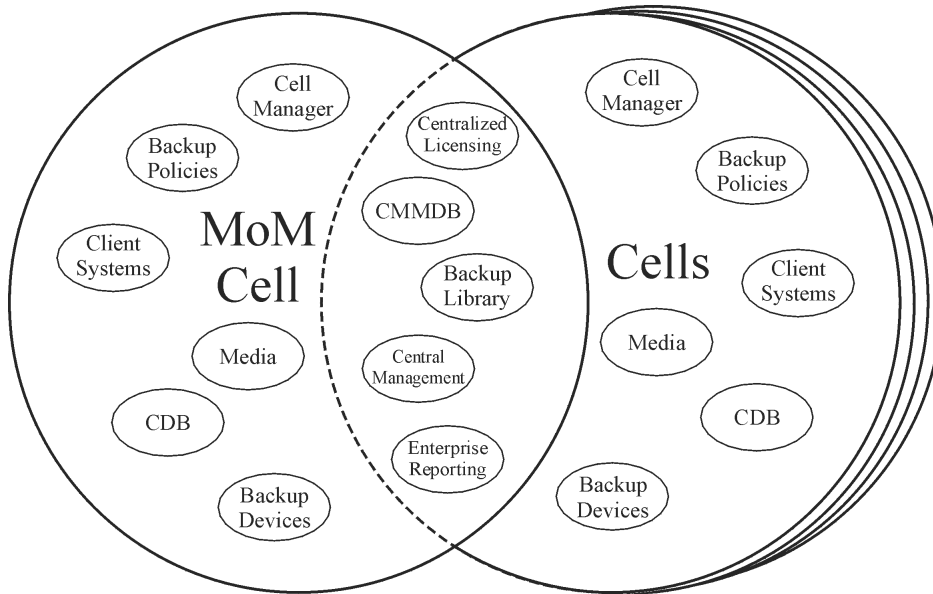 Cell
Manager
Backup
Policies
Client
Systems
MoM
Cell
Media
CDB
Backup
Devices
Centralized
Licensing
CMMDB
Backup
Library
Central
Management
Enterprise
Reporting
Cell
Manager
Backup
Policies
Cells
Client
Systems
Media
CDB
Backup
Devices